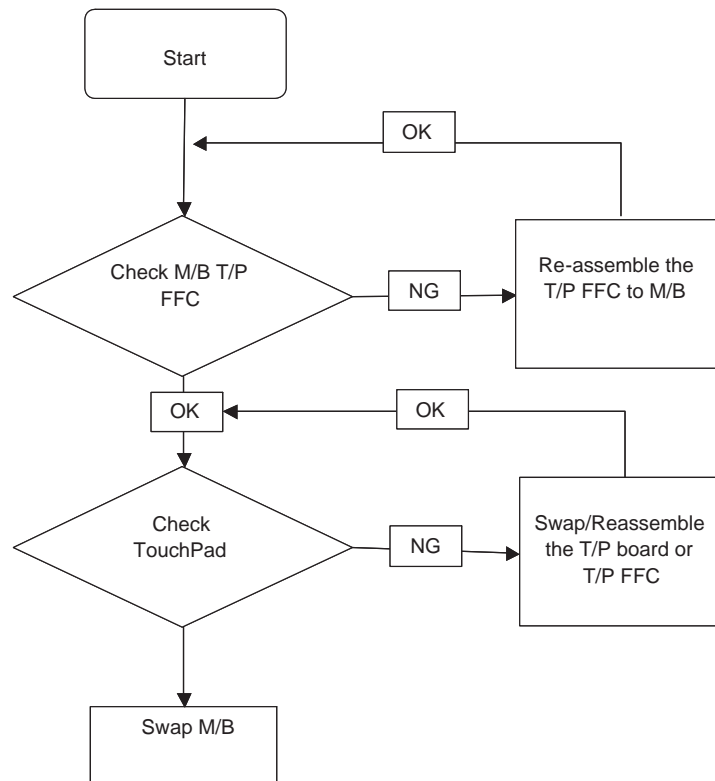 Start
OK
Check M/B T/P
FFC
NG
Re-assemble the
T/P FFC to M/B
OK
OK
Check
TouchPad
NG
Swap/Reassemble
the T/P board or
T/P FFC
Swap M/B